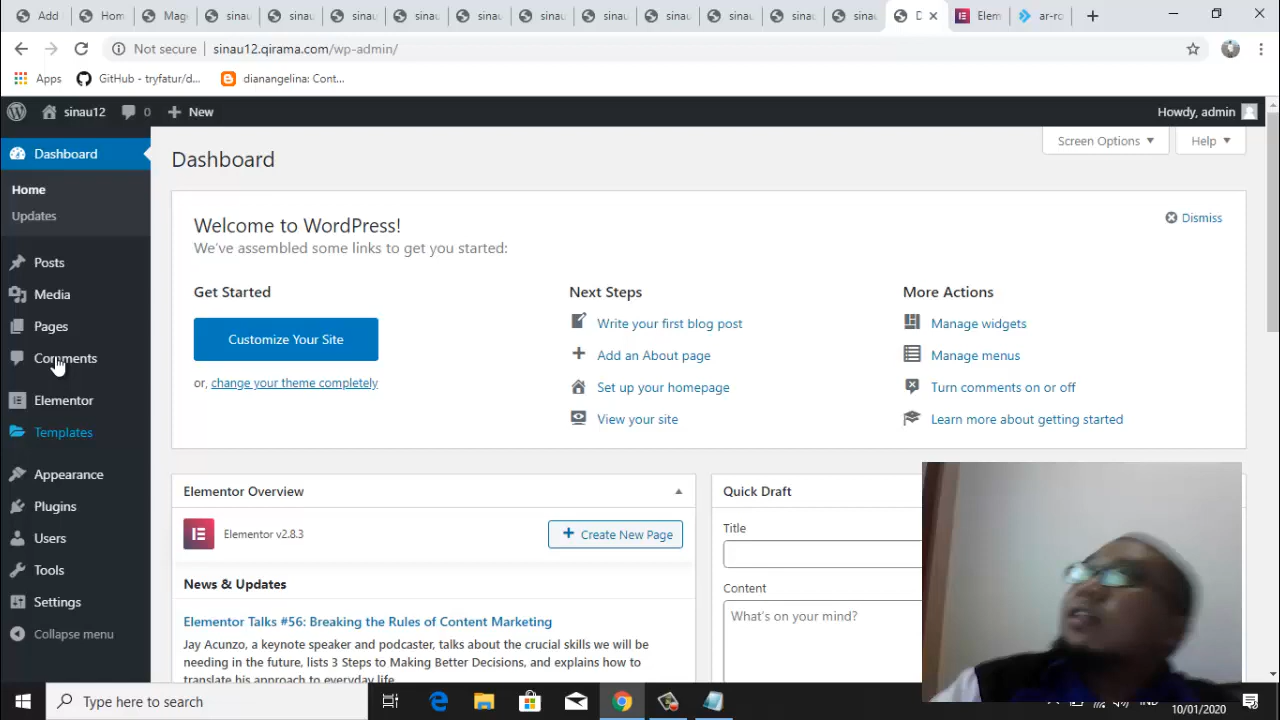 Add
Hom
Mag
sinau
sinau
sinau
sinau
sinau
sinau
sinau
sinau
sinau
sinau
sinau
D
Elem
ar-ro
Not secure
sinau12.qirama.com/wp-admin/
Apps
GitHub - tryfatur/d...
dianangelina: Cont...
sinau12
0
New
Howdy, admin
Dashboard
Home
Updates
Posts
Media
Pages
Comments
Elementor
Templates
Appearance
Plugins
Users
Tools
Settings
Collapse menu
Screen Options
Help
Dashboard
Welcome to WordPress!
Dismiss
We've assembled some links to get you started:
Get Started
Customize Your Site
or, change your theme completely
Next Steps
Write your first blog post
Add an About page
Set up your homepage
View your site
More Actions
Manage widgets
Manage menus
Turn comments on or off
Learn more about getting started
Elementor Overview
Elementor v2.8.3
Create New Page
News & Updates
Elementor Talks #56: Breaking the Rules of Content Marketing
Jay Acunzo, a keynote speaker and podcaster, talks about the crucial skills we will be
needing in the future, lists 3 Steps to Making Better Decisions, and explains how to
translate his approach to everyday life.
Quick Draft
Title
Content
What's on your mind?
Type here to search
10/01/2020